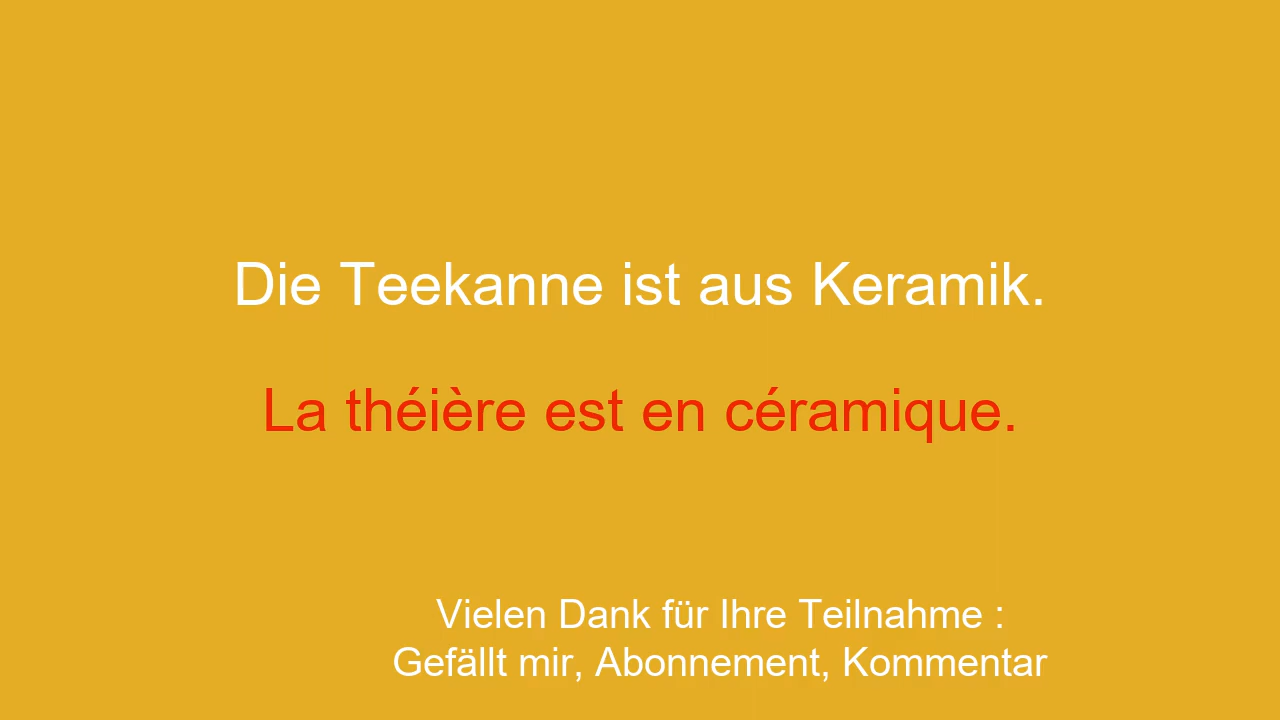 Die Teekanne ist aus Keramik.
La théière est en céramique.
Vielen Dank für Ihre Teilnahme :
Gefällt mir, Abonnement, Kommentar